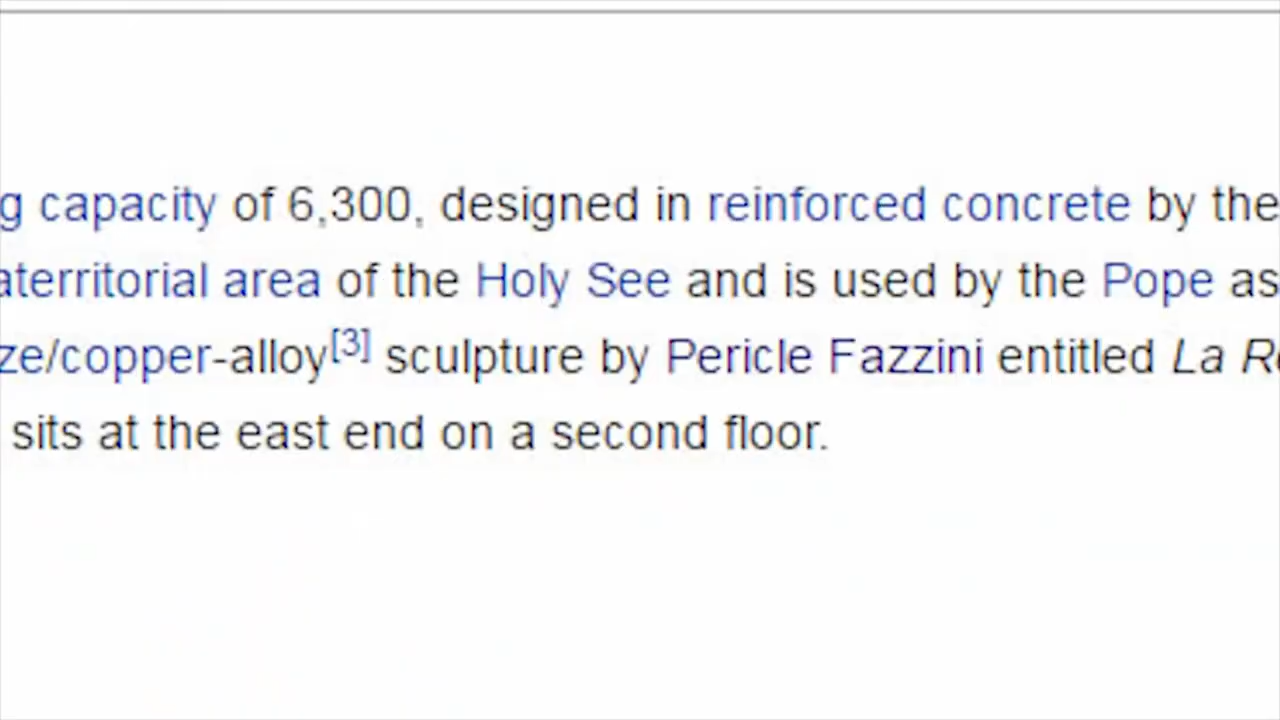 g capacity of 6,300, designed in reinforced concrete by the
aterritorial area of the Holy See and is used by the Pope as
ze/copper-alloy[3] sculpture by Pericle Fazzini entitled La R
sits at the east end on a second floor.